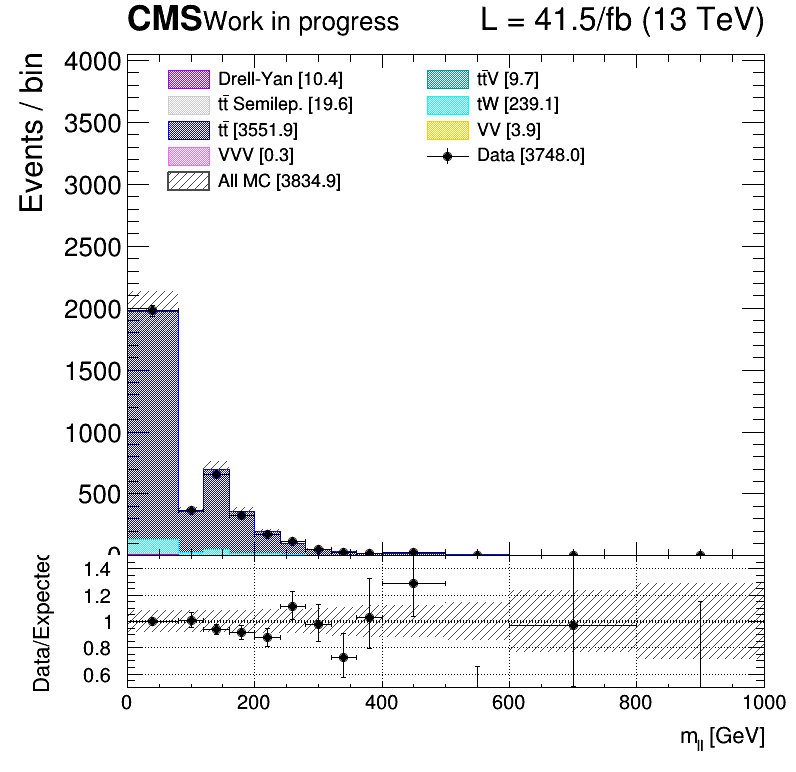 CMS Work in progress L = 41.5/fb (13 TeV)
Events / bin
4000
3500
3000
2500
2000
1500
1000
500
0
Drell-Yan [10.4]
tt̄ Semilep. [19.6]
tt̄ [3551.9]
VVV [0.3]
All MC [3834.9]
tt̄V [9.7]
tW [239.1]
VV [3.9]
Data [3748.0]
Data/Expected
1.4
1.2
1
0.8
0.6
0 200 400 600 800 1000
m_ll [GeV]